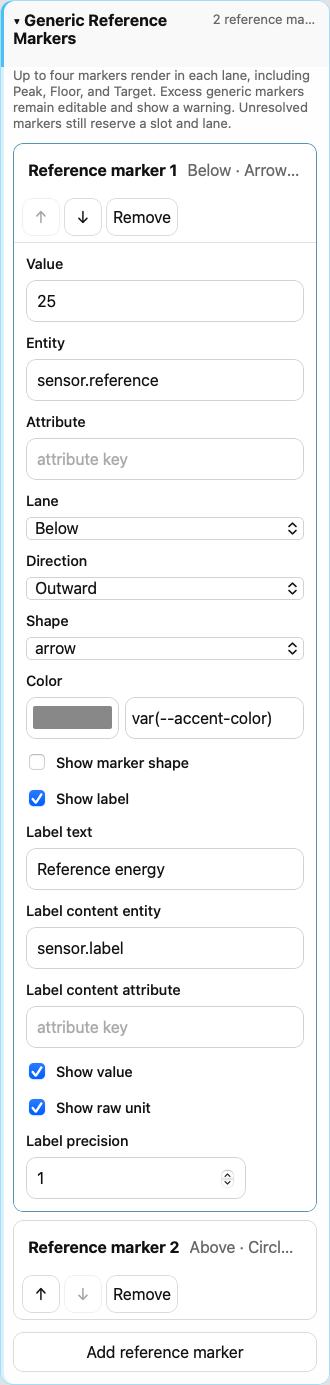 ▾ Generic Reference 2 reference ma...
Markers
Up to four markers render in each lane, including
Peak, Floor, and Target. Excess generic markers
remain editable and show a warning. Unresolved
markers still reserve a slot and lane.
Reference marker 1 Below · Arrow...
↑ ↓ Remove
Value
25
Entity
sensor.reference
Attribute
attribute key
Lane
Below
Direction
Outward
Shape
arrow
Color
var(--accent-color)
Show marker shape
Show label
Label text
Reference energy
Label content entity
sensor.label
Label content attribute
attribute key
Show value
Show raw unit
Label precision
1
Reference marker 2 Above · Circl...
↑ ↓ Remove
Add reference marker